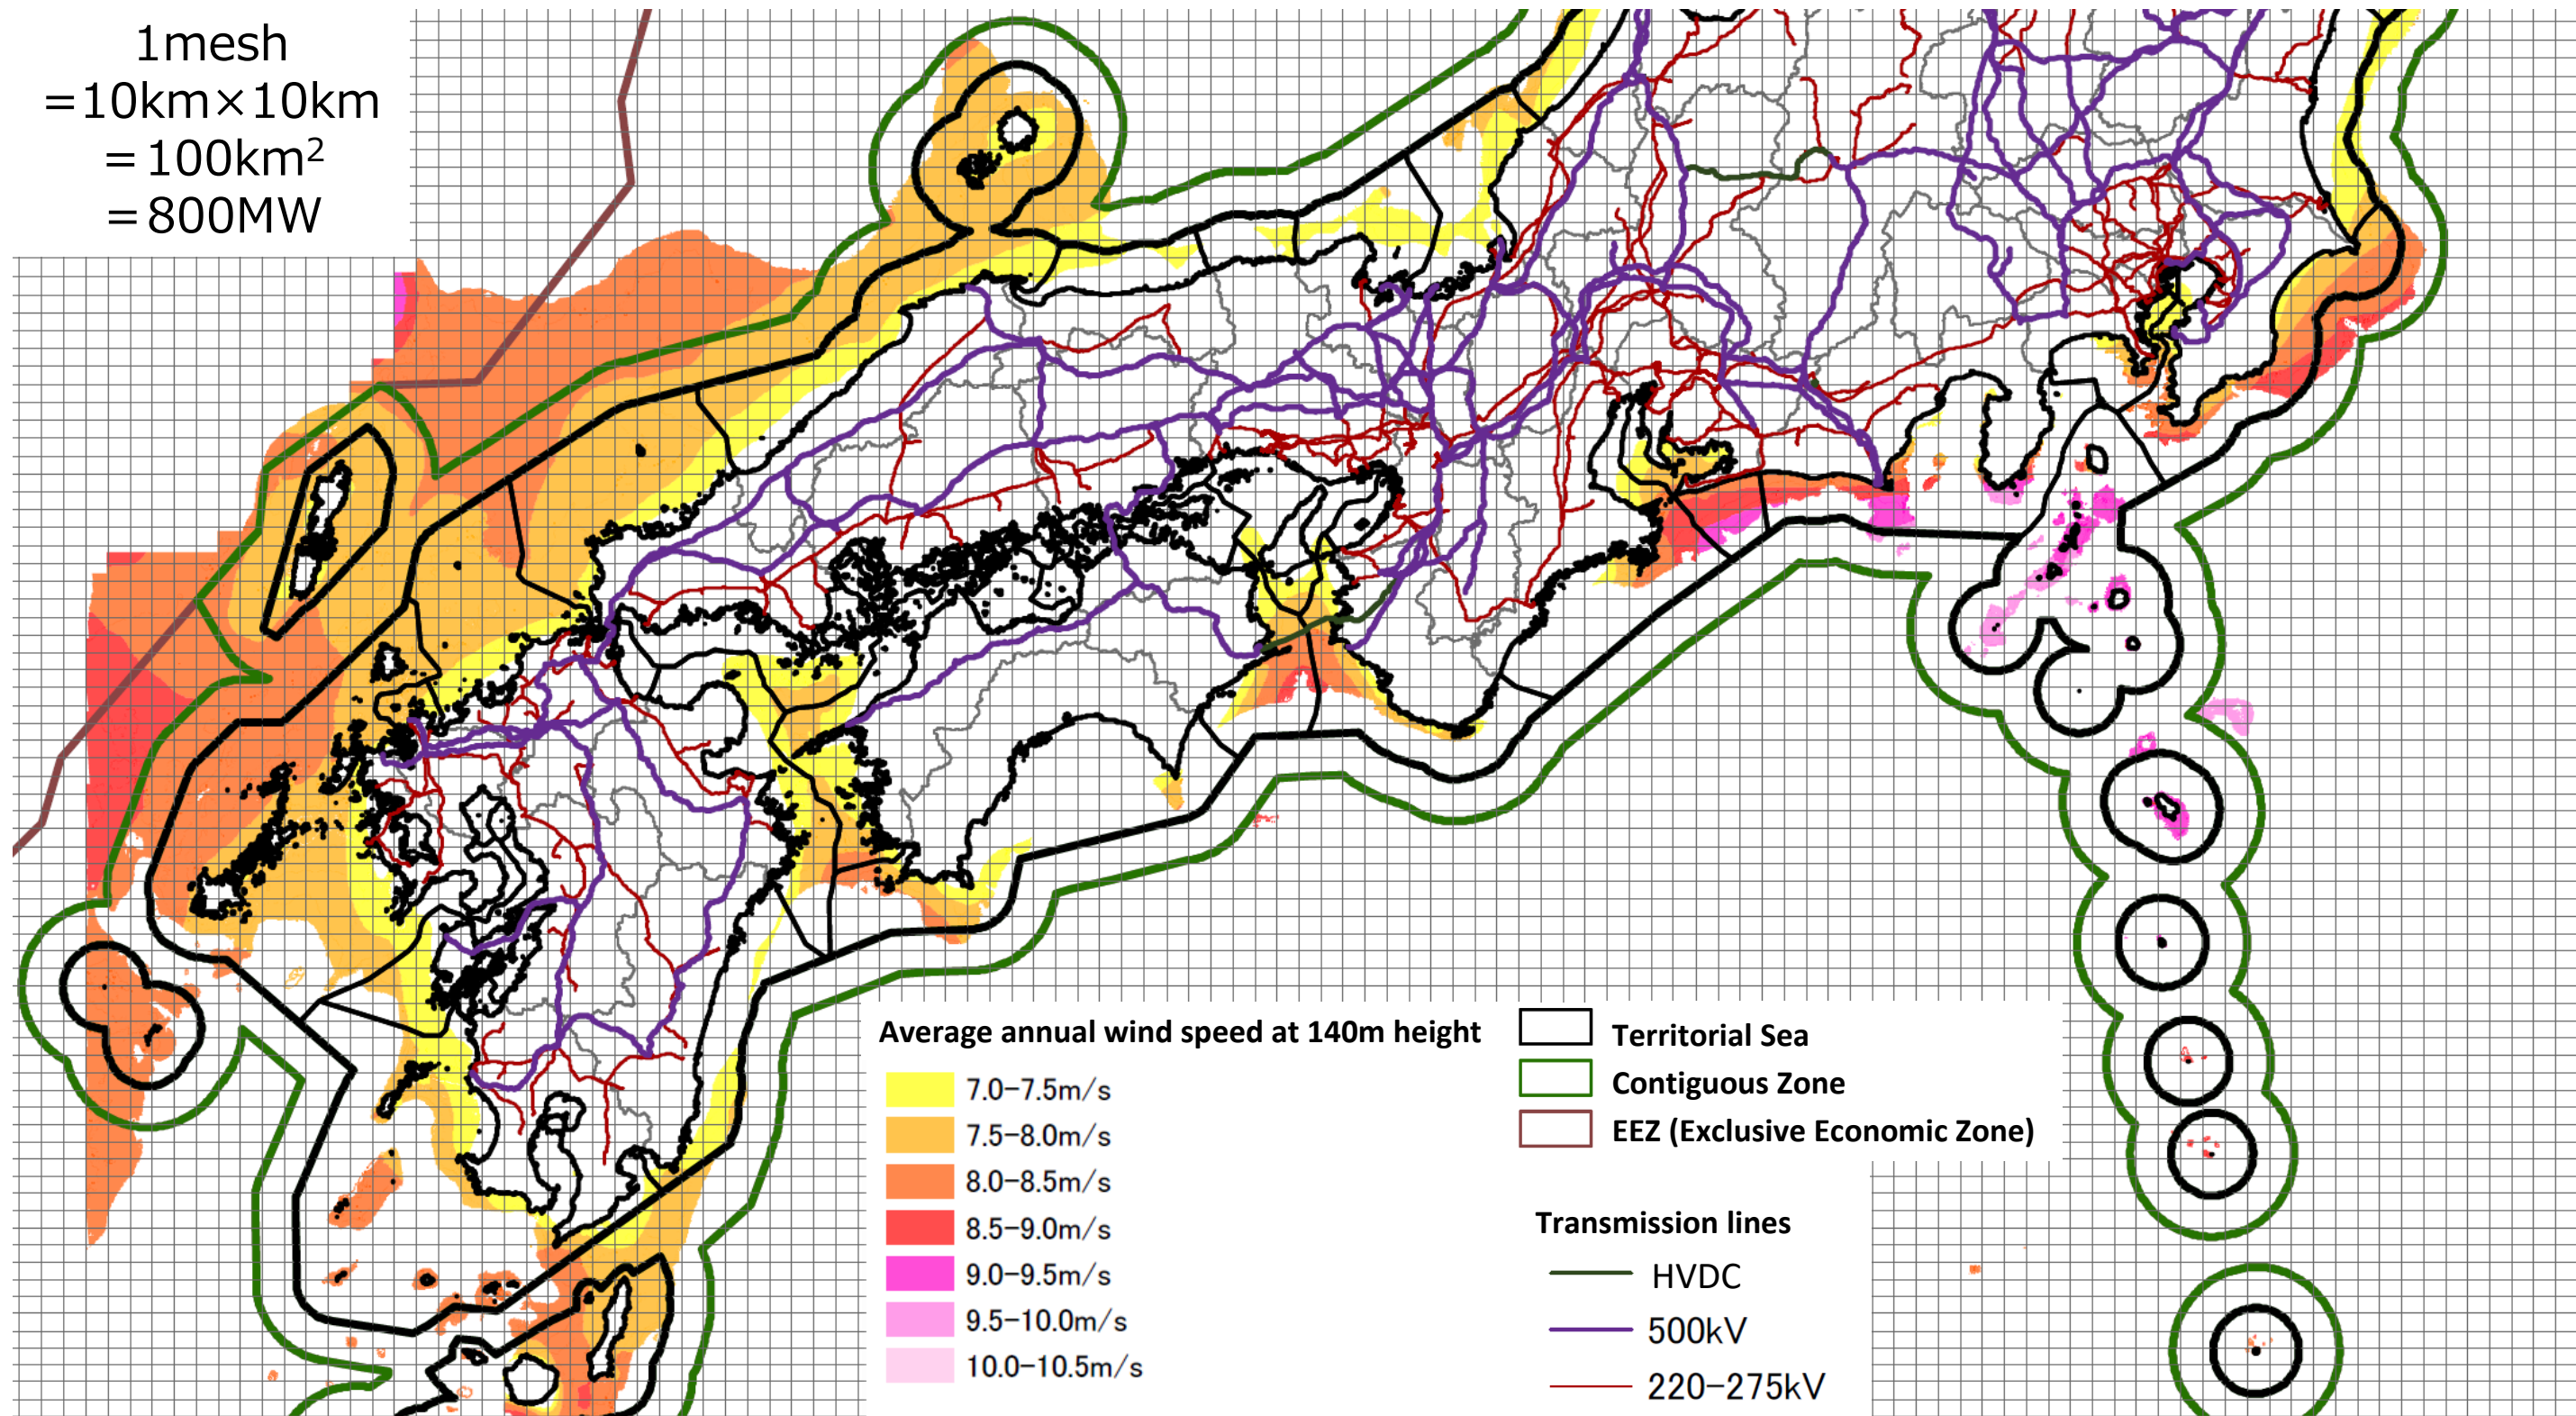 1mesh
=10km×10km
=100km²
=800MW
Average annual wind speed at 140m height
7.0-7.5m/s
7.5-8.0m/s
8.0-8.5m/s
8.5-9.0m/s
9.0-9.5m/s
9.5-10.0m/s
10.0-10.5m/s
Territorial Sea
Contiguous Zone
EEZ (Exclusive Economic Zone)
Transmission lines
HVDC
500kV
220-275kV